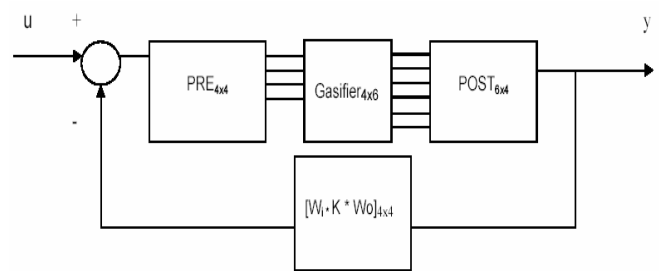 u + y
PRE4x4
Gasifier4x6
POST6x4
-
[Wi * K * Wo]4x4